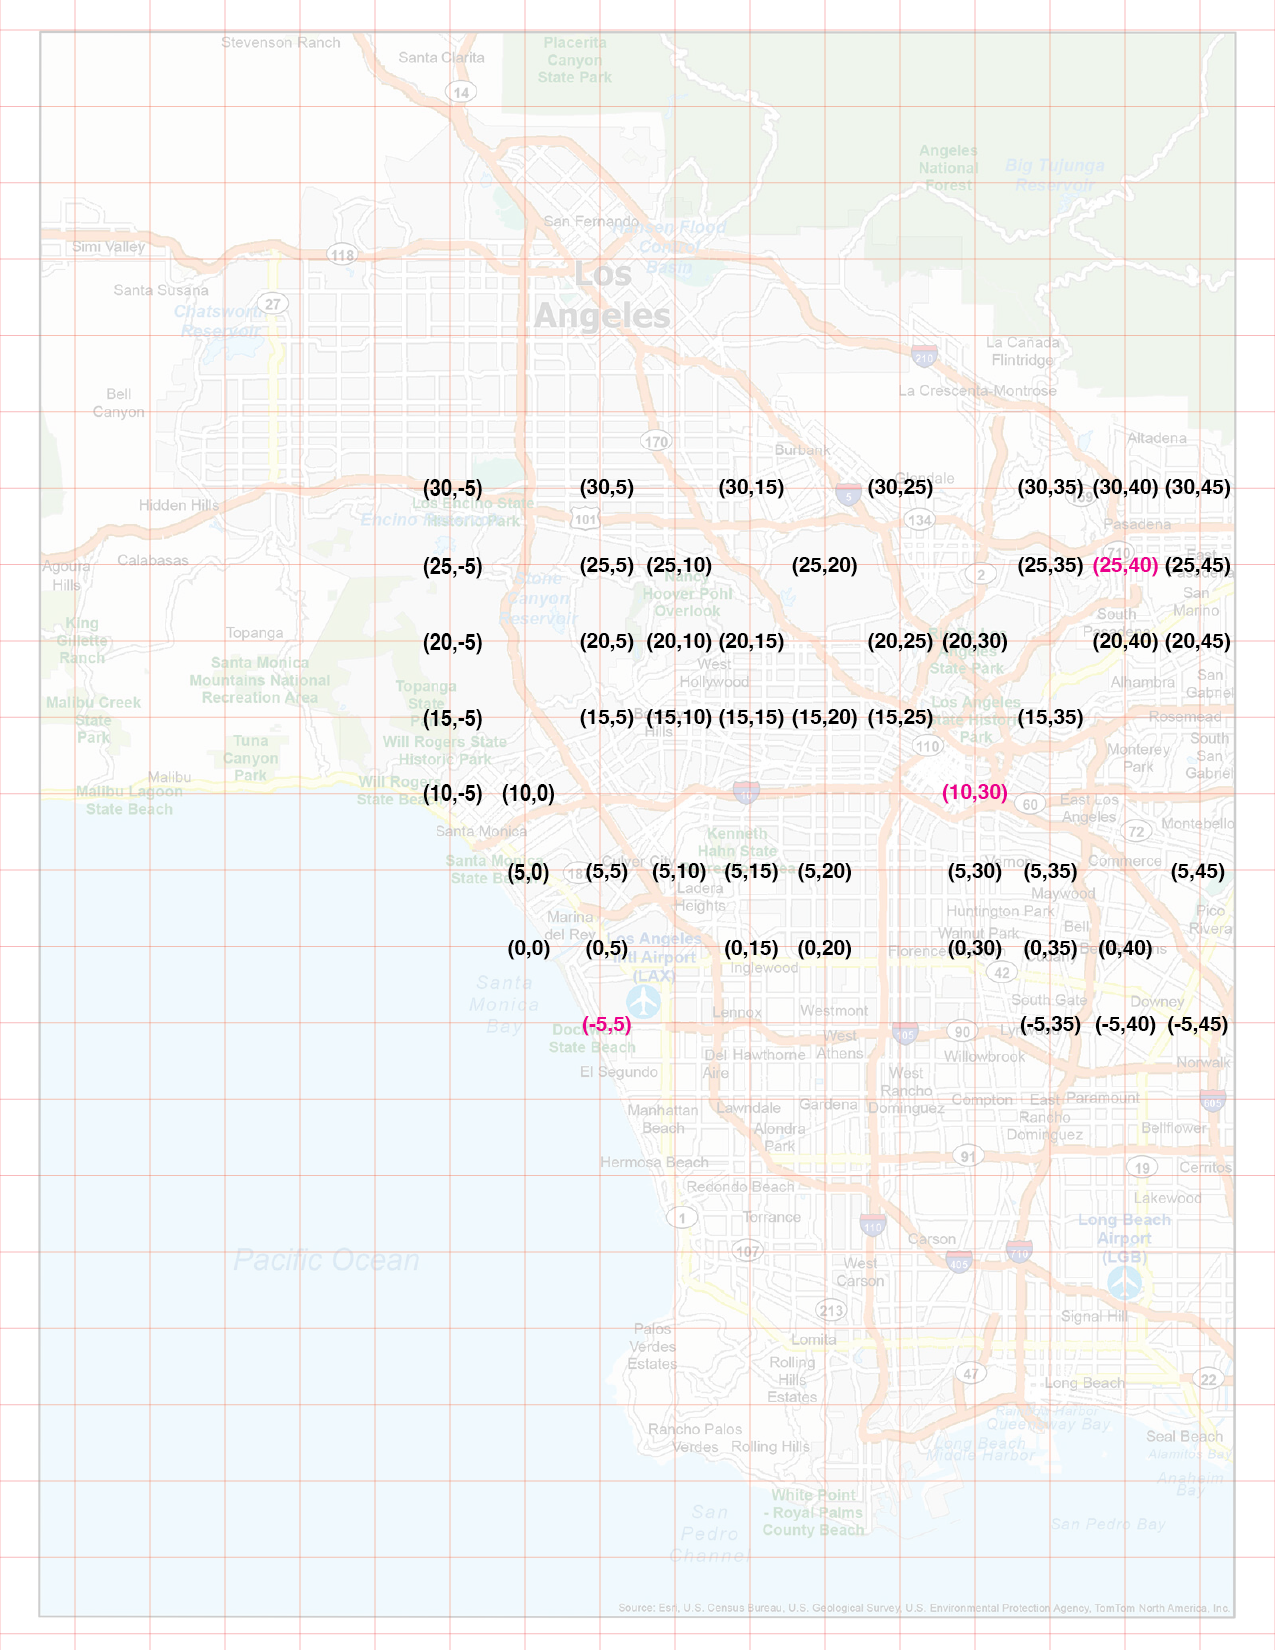 Stevenson Ranch
Santa Clarita
Placerita
Canyon
State Park
14
Angeles
National
Forest
Big Tujunga
Reservoir
San Fernando
Hansen Flood
Control
Basin
Simi Valley
118
Los
Angeles
Santa Susana
27
Chatsworth
Reservoir
210
La Cañada
Flintridge
La Crescenta-Montrose
Bell
Canyon
170
Burbank
Altadena
Glendale
5
(30,-5) (30,5) (30,15) (30,25) (30,35) (30,40) (30,45)
Hidden Hills
Los Encino State
Historic Park
Encino Reservoir
101
134
Pasadena
710
Calabasas
Agoura
Hills
East
Pasadena
(25,-5) (25,5) (25,10) (25,20) (25,35) (25,40) (25,45)
2
Stone
Canyon
Reservoir
Nancy
Hoover Pohl
Overlook
San
Marino
South
Pasadena
King
Gillette
Ranch
Topanga
(20,-5) (20,5) (20,10) (20,15) (20,25) (20,30) (20,40) (20,45)
State Park
Santa Monica
Mountains National
Recreation Area
West
Hollywood
Topanga
State
Alhambra
San
Gabriel
Malibu Creek
State
Park
Los Angeles
State Historic
Park
(15,-5) (15,5) (15,10) (15,15) (15,20) (15,25) (15,35)
Rosemead
Hills
Tuna
Canyon
Park
Will Rogers State
Historic Park
110
Monterey
Park
South
San
Gabriel
Malibu
Malibu Lagoon
State Beach
Will Rogers
State Beach
(10,-5) (10,0) (10,30)
10
60
East Los
Angeles
72
Montebello
Santa Monica
Kenneth
Hahn State
Santa Monica
State Beach
Culver City
Vernon
Commerce
(5,0) (5,5) (5,10) (5,15) (5,20) (5,30) (5,35) (5,45)
Ladera
Heights
Maywood
Huntington Park
Pico
Rivera
Marina
del Rey
Walnut Park
Bell
(0,0) (0,5) (0,15) (0,20) (0,30) (0,35) (0,40)
Los Angeles
Intl Airport
(LAX)
Inglewood
42
Santa
Monica
Bay
South Gate
Downey
Lennox
Westmont
(-5,5) (-5,35) (-5,40) (-5,45)
105
90
State Beach
West
Athens
Willowbrook
Del
Aire
Hawthorne
Norwalk
El Segundo
West
Rancho
Dominguez
Compton
East
Rancho
Dominguez
Paramount
605
Manhattan
Beach
Lawndale
Gardena
Alondra
Park
Bellflower
91
Hermosa Beach
19
Cerritos
Redondo Beach
Lakewood
1
Torrance
110
Long Beach
Airport
(LGB)
107
Carson
405
710
Pacific Ocean
West
Carson
213
Signal Hill
Palos
Verdes
Estates
Lomita
Rolling
Hills
Estates
47
Long Beach
22
Queensway Bay
Rancho Palos
Verdes
Rolling Hills
Long Beach
Middle Harbor
Seal Beach
Alamitos Bay
Anaheim
Bay
White Point
- Royal Palms
County Beach
San
Pedro
Channel
San Pedro Bay
Source: Esri, U.S. Census Bureau, U.S. Geological Survey, U.S. Environmental Protection Agency, TomTom North America, Inc.